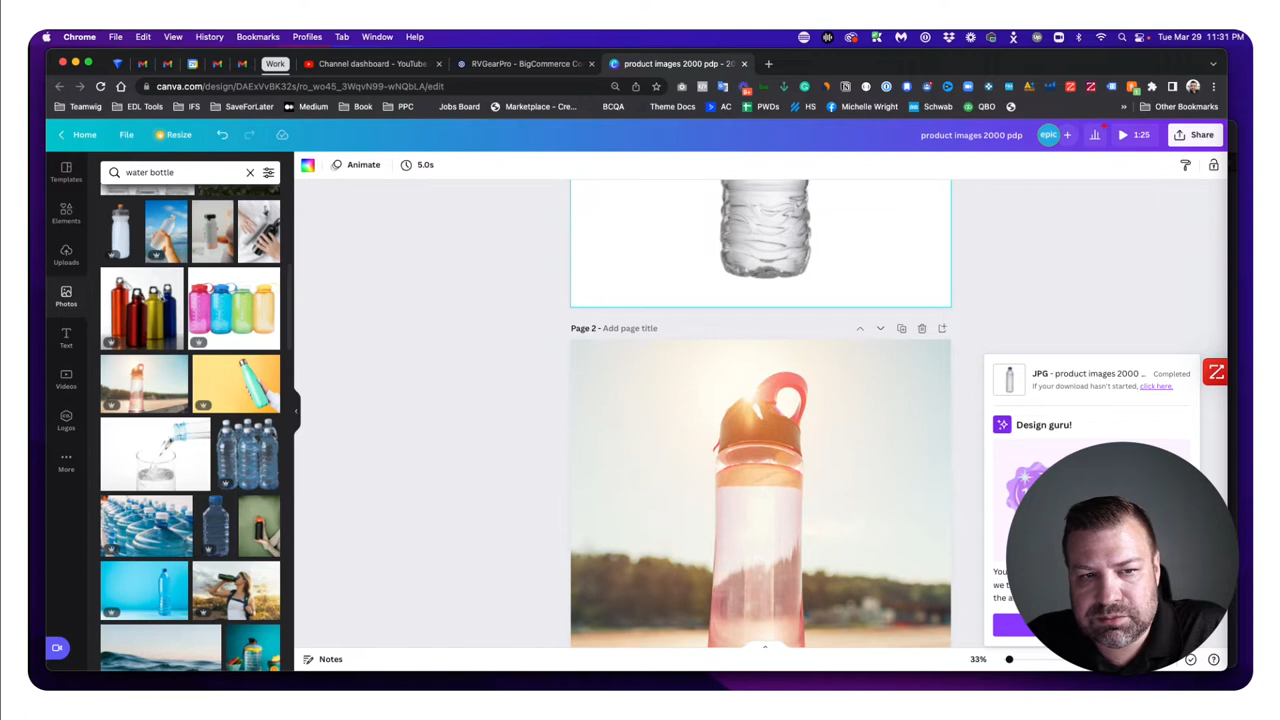 Chrome File Edit View History Bookmarks Profiles Tab Window Help Tue Mar 29 11:31 PM
Work Channel dashboard - YouTube RVGearPro - BigCommerce Co product images 2000 pdp - 20
canva.com/design/DAExVvBK32s/ro_wo45_3WqvN99-wNQbLA/edit
Teamwig EDL Tools IFS SaveForLater Medium Book PPC Jobs Board Marketplace - Cre... BCQA Theme Docs AC PWDs HS Michelle Wright Schwab QBO » Other Bookmarks
Home File Resize product images 2000 pdp epic + 1:25 Share
water bottle Animate 5.0s
Templates
Elements
Uploads
Photos
Text
Videos
Logos
More
Page 2 - Add page title
JPG - product images 2000 ... Completed
If your download hasn't started, click here.
Design guru!
You
we t
the a
Notes 33%